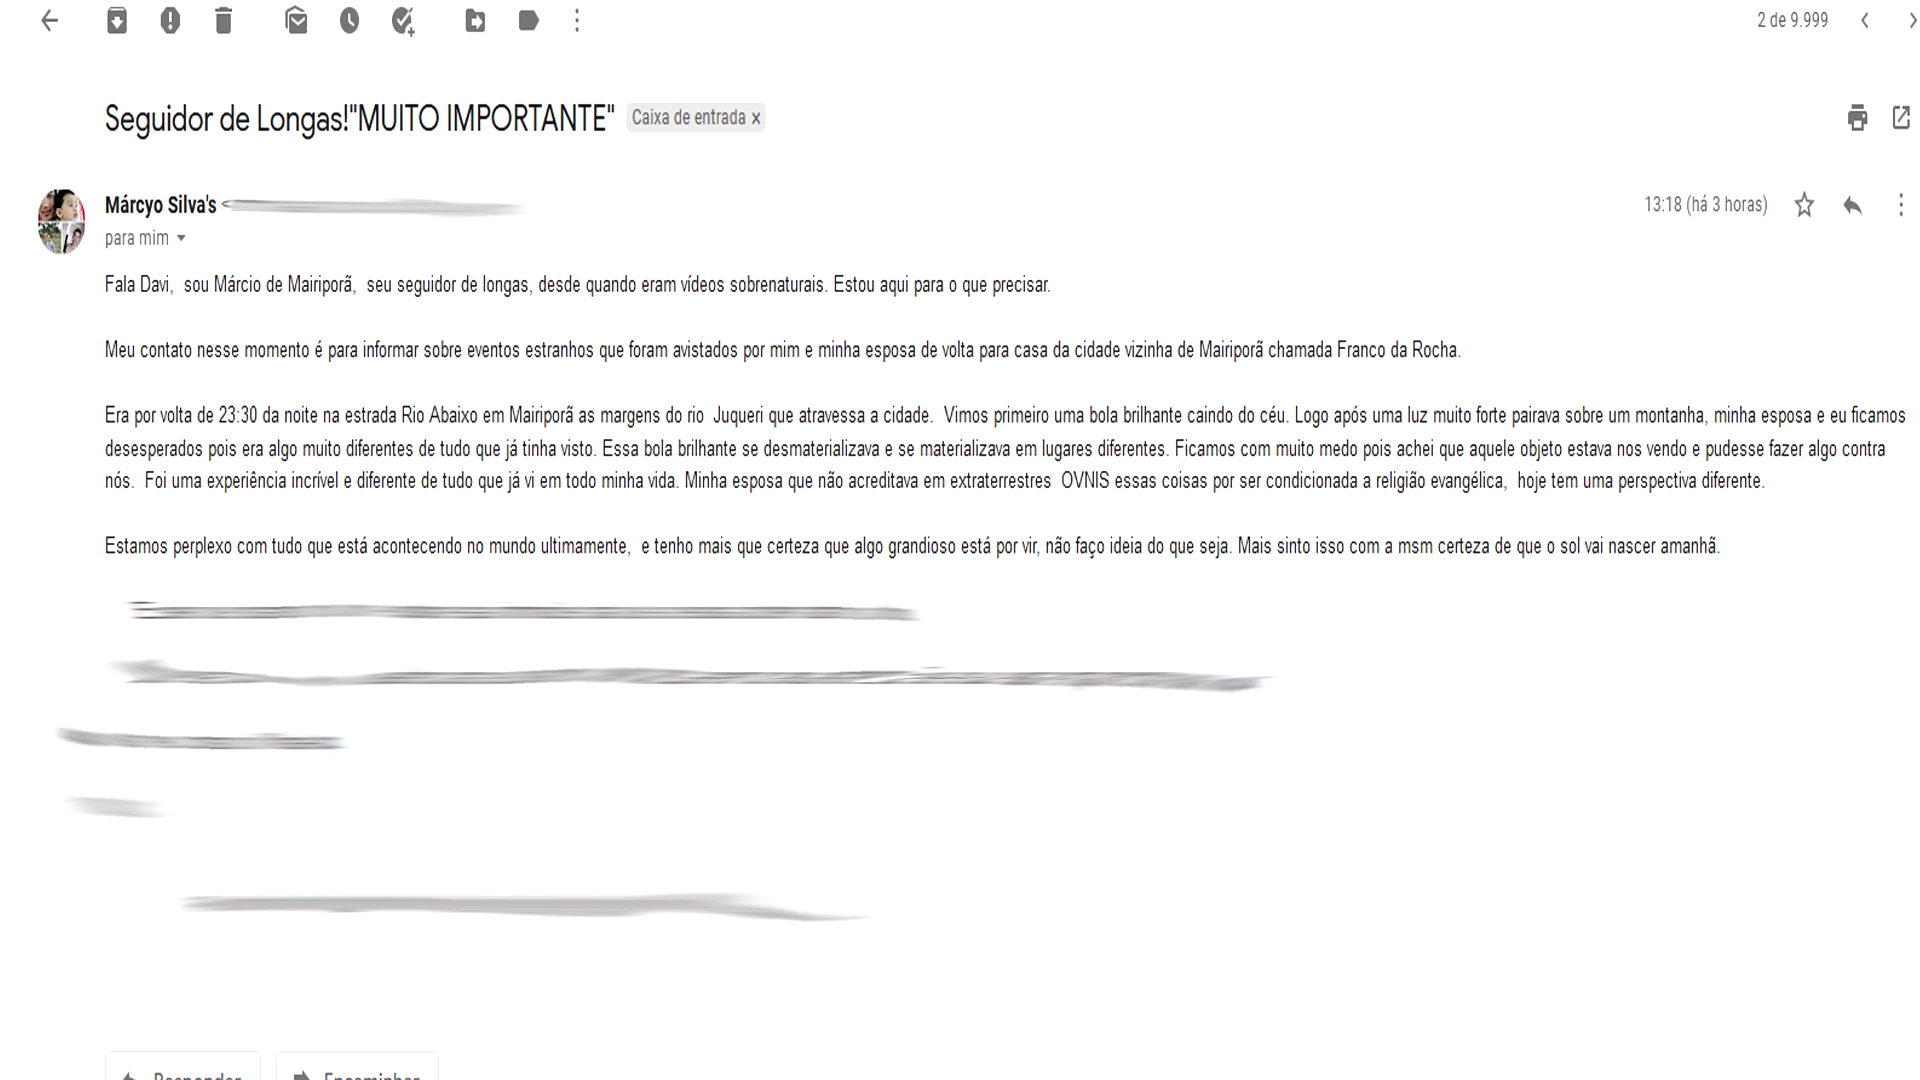 2 de 9.999
Seguidor de Longas!"MUITO IMPORTANTE" Caixa de entrada x
Márcyo Silva's <
13:18 (há 3 horas)
para mim
Fala Davi, sou Márcio de Mairiporã, seu seguidor de longas, desde quando eram vídeos sobrenaturais. Estou aqui para o que precisar.
Meu contato nesse momento é para informar sobre eventos estranhos que foram avistados por mim e minha esposa de volta para casa da cidade vizinha de Mairiporã chamada Franco da Rocha.
Era por volta de 23:30 da noite na estrada Rio Abaixo em Mairiporã as margens do rio Juqueri que atravessa a cidade. Vimos primeiro uma bola brilhante caindo do céu. Logo após uma luz muito forte pairava sobre um montanha, minha esposa e eu ficamos
desesperados pois era algo muito diferentes de tudo que já tinha visto. Essa bola brilhante se desmaterializava e se materializava em lugares diferentes. Ficamos com muito medo pois achei que aquele objeto estava nos vendo e pudesse fazer algo contra
nós. Foi uma experiência incrível e diferente de tudo que já vi em todo minha vida. Minha esposa que não acreditava em extraterrestres OVNIS essas coisas por ser condicionada a religião evangélica, hoje tem uma perspectiva diferente.
Estamos perplexo com tudo que está acontecendo no mundo ultimamente, e tenho mais que certeza que algo grandioso está por vir, não faço ideia do que seja. Mais sinto isso com a msm certeza de que o sol vai nascer amanhã.
Responder Encaminhar